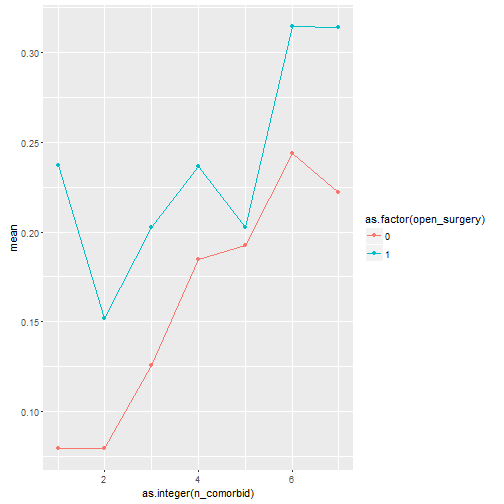 0.30
0.25
0.20
0.15
0.10
mean
2 4 6
as.integer(n_comorbid)
as.factor(open_surgery)
0
1